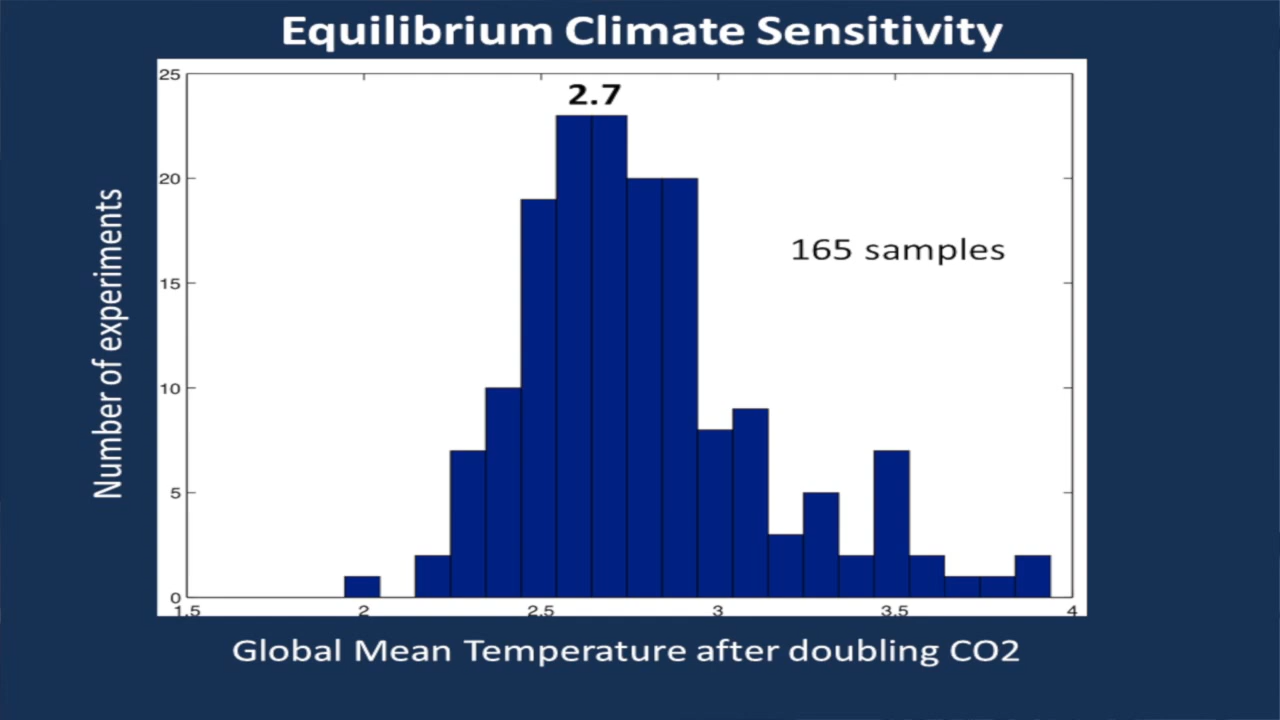 Equilibrium Climate Sensitivity
25
2.7
20
165 samples
15
Number of experiments
10
5
0
1.5 2 2.5 3 3.5 4
Global Mean Temperature after doubling CO2